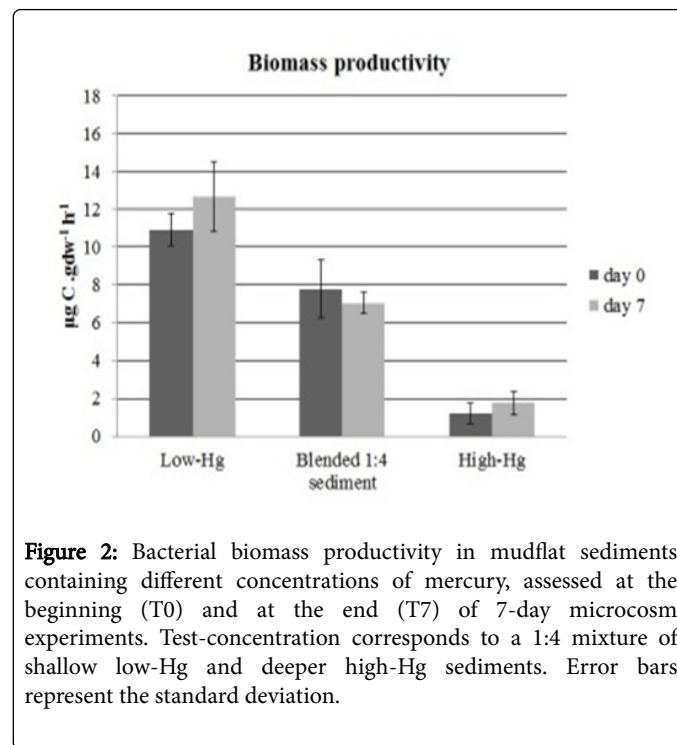 Biomass productivity
18
16
14
12
10
8
6
4
2
0
µg C .gdw⁻¹ h¹
day 0
day 7
Low-Hg
Blended 1:4
sediment
High-Hg
Figure 2: Bacterial biomass productivity in mudflat sediments
containing different concentrations of mercury, assessed at the
beginning (T0) and at the end (T7) of 7-day microcosm
experiments. Test-concentration corresponds to a 1:4 mixture of
shallow low-Hg and deeper high-Hg sediments. Error bars
represent the standard deviation.